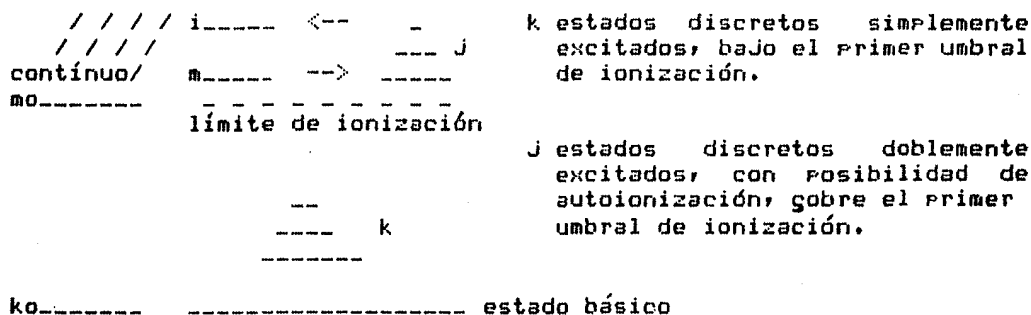 / / / / i_____ <-- _ k estados discretos simplemente
/ / / / ___ j excitados, bajo el primer umbral
contínuo/ m_____ --> _____ de ionización.
mo_______ _ _ _ _ _ _ _ _ _
límite de ionización
j estados discretos doblemente
excitados, con posibilidad de
__ autoionización, sobre el primer
____ k umbral de ionización.
_______
ko_______ ___________________ estado básico